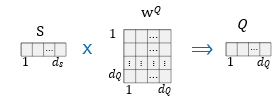 S
X
W^Q
⇒
Q
1
...
d_s
1
...
⋮ ⋮ ... ⋮
...
d_Q
1
d_Q
...
1
d_Q